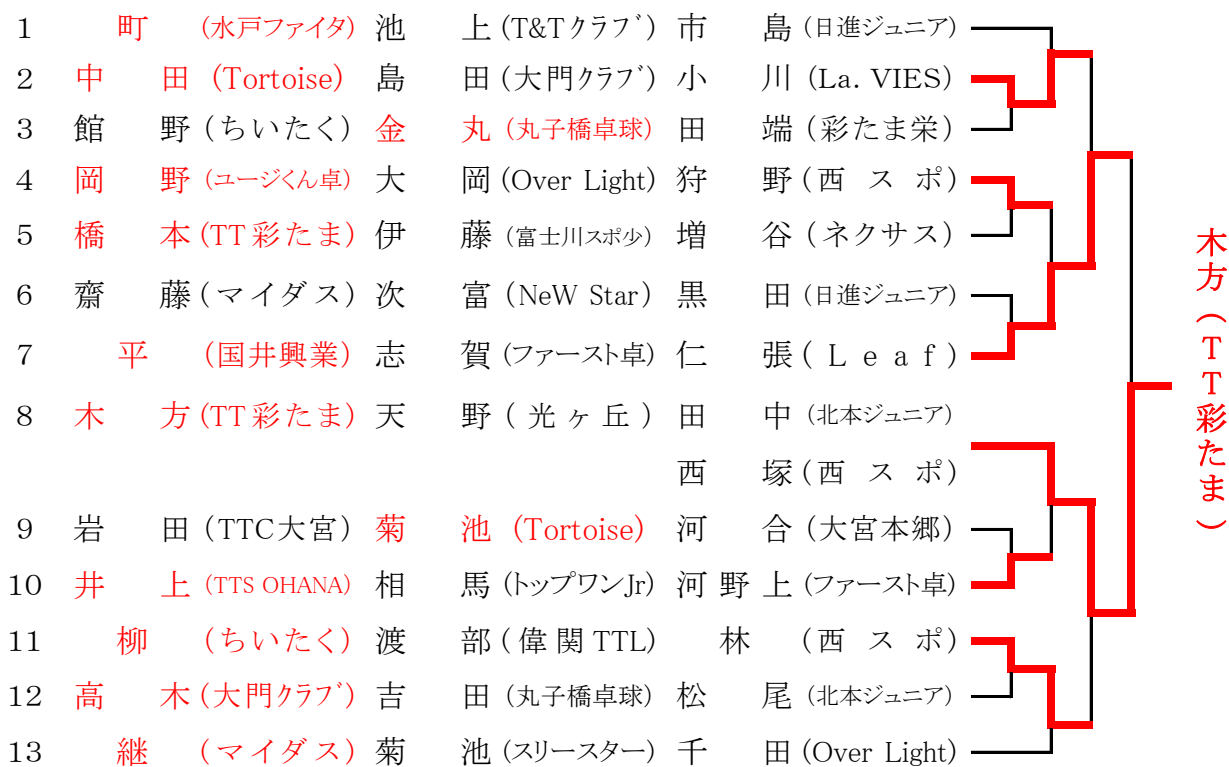 1 町 (水戸ファイタ) 池 上 (T&Tクラブ) 市 島 (日進ジュニア)
2 中 田 (Tortoise) 島 田 (大門クラブ) 小 川 (La. VIES)
3 館 野 (ちいたく) 金 丸 (丸子橋卓球) 田 端 (彩たま栄)
4 岡 野 (ユージくん卓) 大 岡 (Over Light) 狩 野 (西 ス ポ)
5 橋 本 (TT彩たま) 伊 藤 (富士川スポ少) 増 谷 (ネクサス)
6 齋 藤 (マイダス) 次 富 (NeW Star) 黒 田 (日進ジュニア)
7 平 (国井興業) 志 賀 (ファースト卓) 仁 張 (Ｌｅａｆ)
8 木 方 (TT彩たま) 天 野 (光ヶ丘) 田 中 (北本ジュニア)
西 塚 (西 ス ポ)
9 岩 田 (TTC大宮) 菊 池 (Tortoise) 河 合 (大宮本郷)
10 井 上 (TTS OHANA) 相 馬 (トップワンJr) 河 野 上 (ファースト卓)
11 柳 (ちいたく) 渡 部 (偉関TTL) 林 (西 ス ポ)
12 高 木 (大門クラブ) 吉 田 (丸子橋卓球) 松 尾 (北本ジュニア)
13 継 (マイダス) 菊 池 (スリースター) 千 田 (Over Light)
木方(TT彩たま)